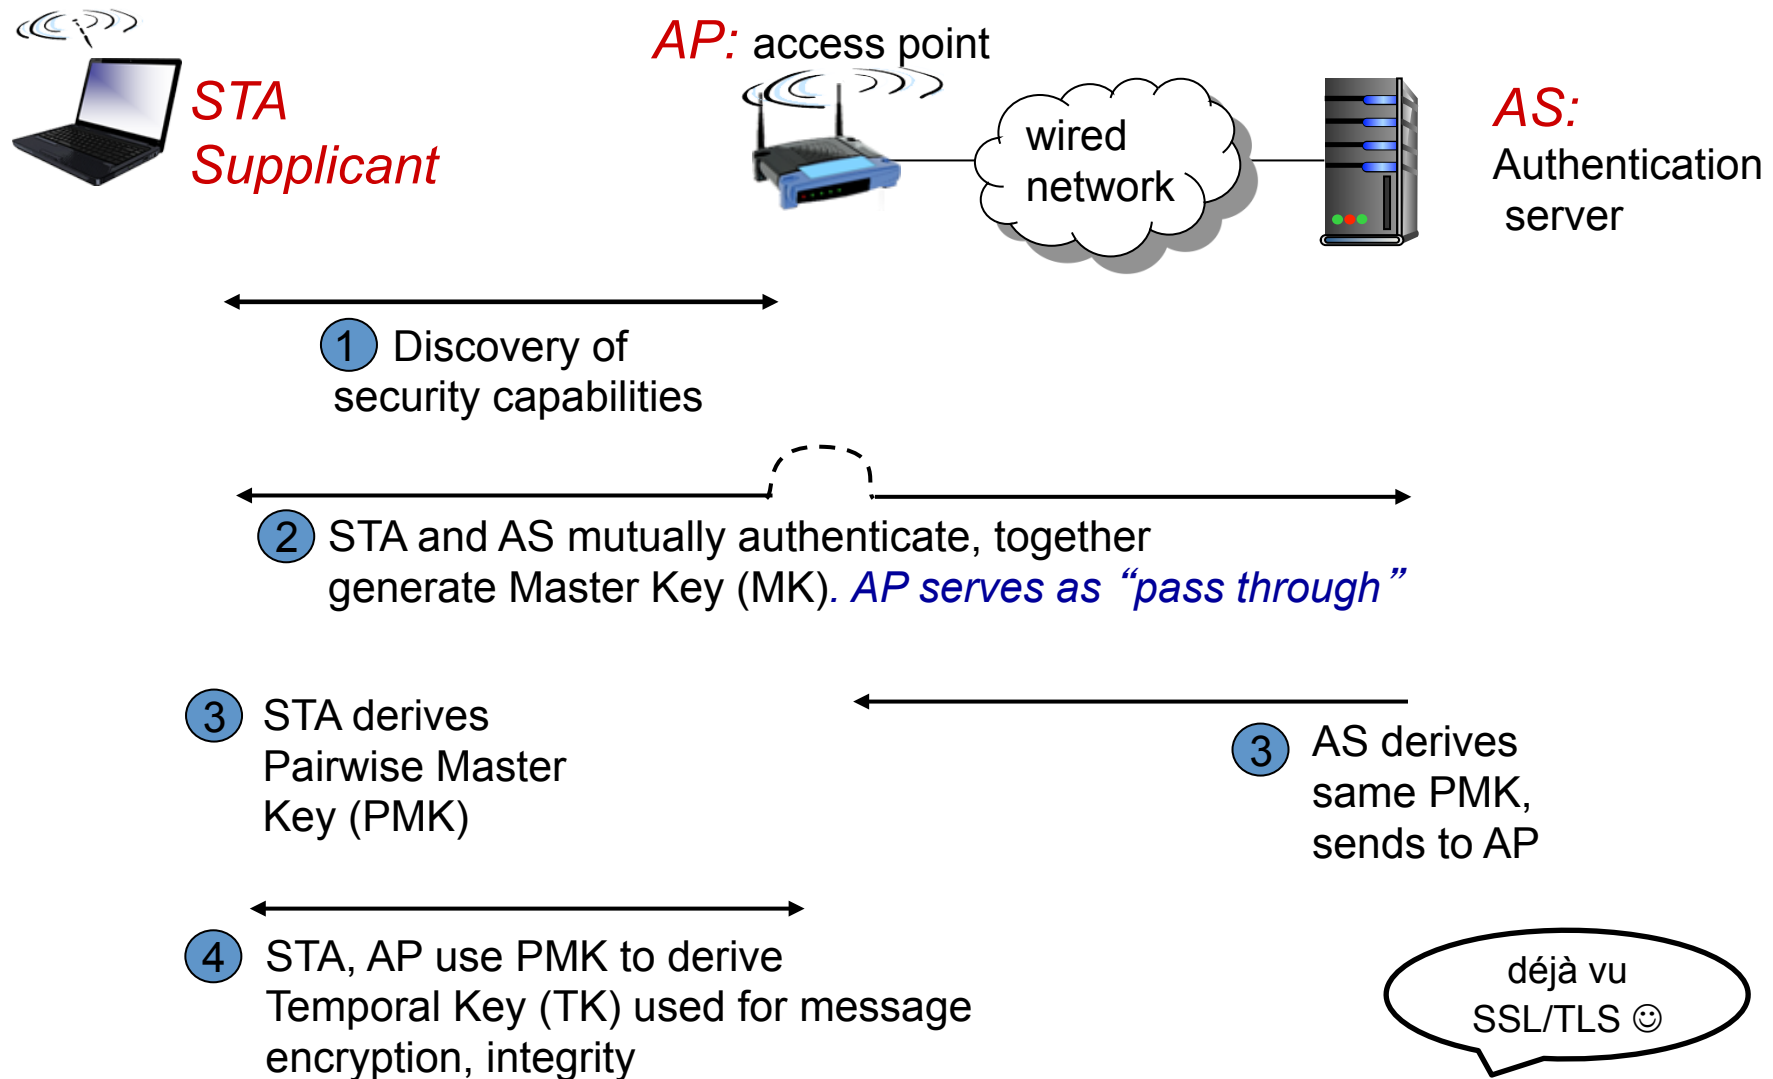 AP: access point
STA
Supplicant
wired
network
AS:
Authentication
server
1 Discovery of
security capabilities
2 STA and AS mutually authenticate, together
generate Master Key (MK). AP serves as “pass through”
3 STA derives
Pairwise Master
Key (PMK)
3 AS derives
same PMK,
sends to AP
4 STA, AP use PMK to derive
Temporal Key (TK) used for message
encryption, integrity
déjà vu
SSL/TLS ☺